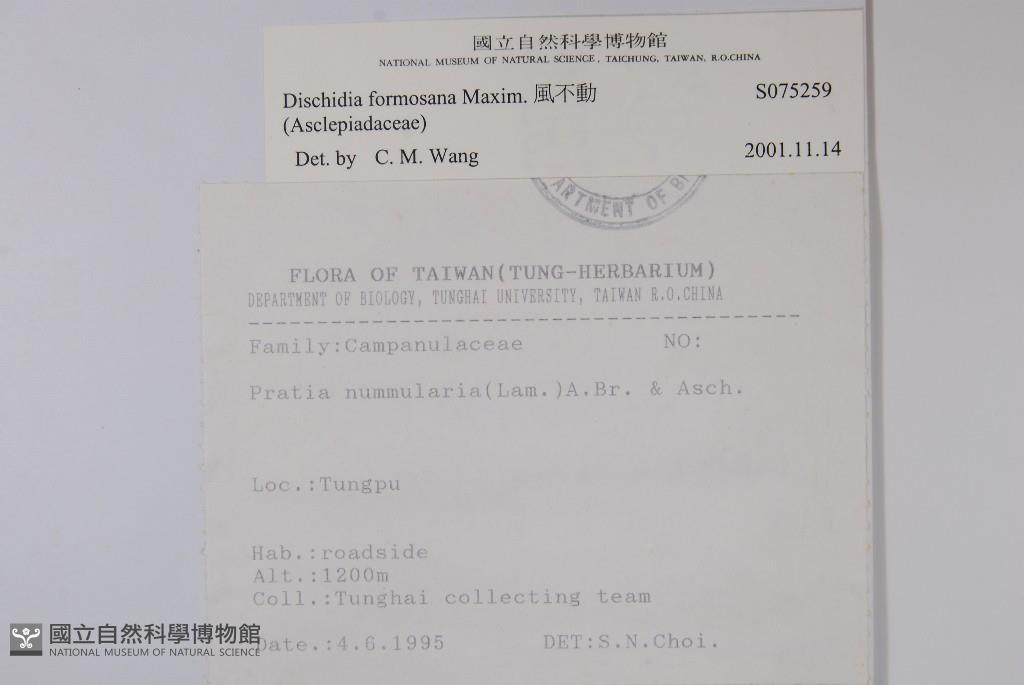 國立自然科學博物館
NATIONAL MUSEUM OF NATURAL SCIENCE, TAICHUNG, TAIWAN, R.O.CHINA
Dischidia formosana Maxim. 風不動 S075259
(Asclepiadaceae)
Det. by C. M. Wang 2001.11.14
ARTMENT OF B
FLORA OF TAIWAN(TUNG-HERBARIUM)
DEPARTMENT OF BIOLOGY, TUNGHAI UNIVERSITY, TAIWAN R.O.CHINA
Family:Campanulaceae NO:
Pratia nummularia(Lam.)A.Br. & Asch.
Loc.:Tungpu
Hab.:roadside
Alt.:1200m
Coll.:Tunghai collecting team
Date.:4.6.1995 DET:S.N.Choi.
國立自然科學博物館
NATIONAL MUSEUM OF NATURAL SCIENCE